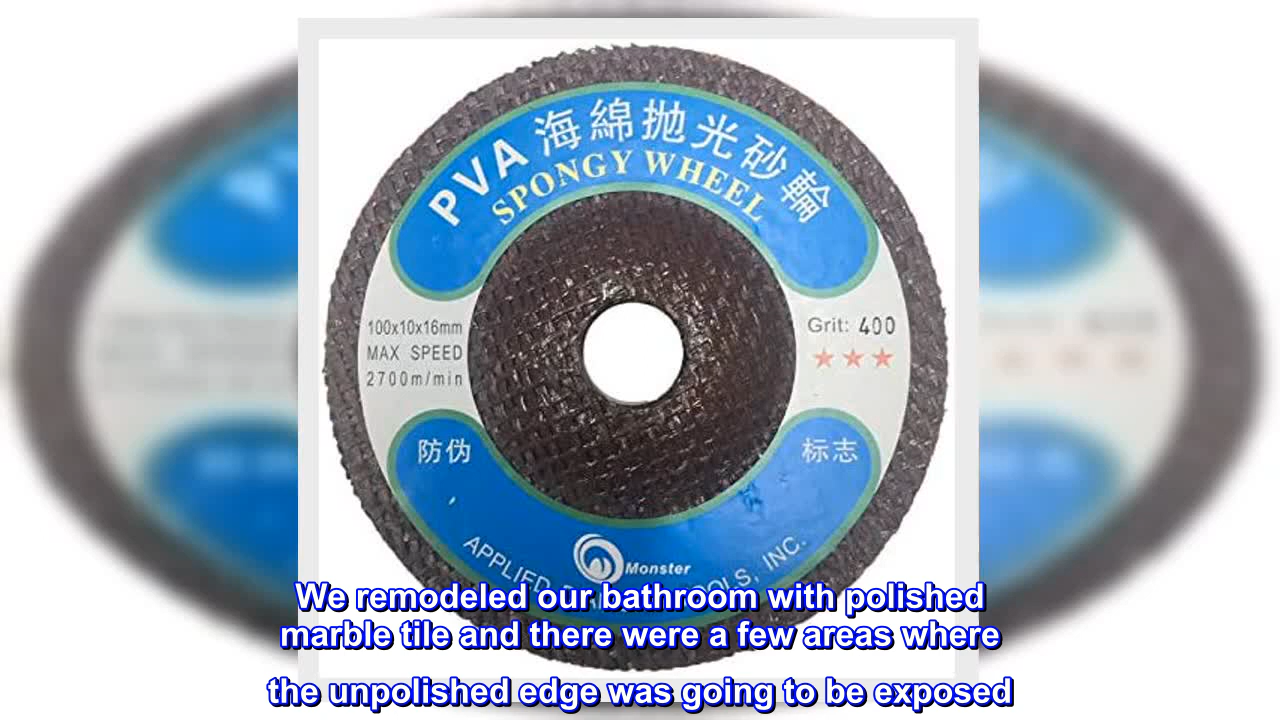 PVA 海綿抛光砂輪
SPONGY WHEEL
100x10x16mm
MAX SPEED
2700m/min
Grit: 400
防伪
标志
Monster
APPLIED
INC.
We remodeled our bathroom with polished
marble tile and there were a few areas where
the unpolished edge was going to be exposed